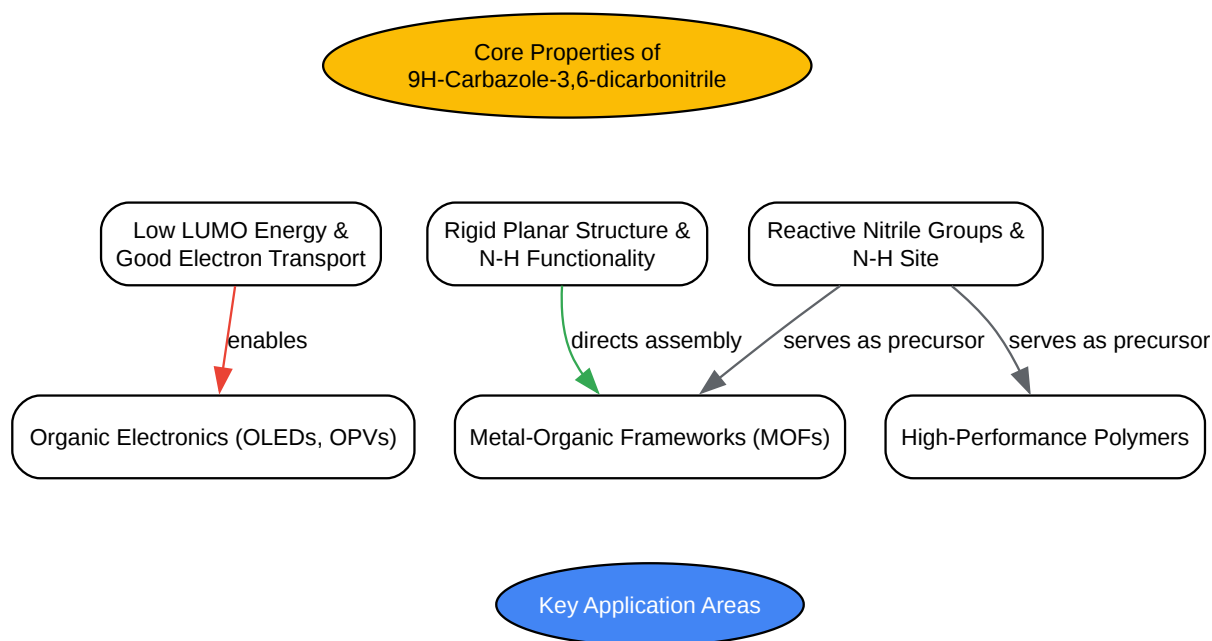 Core Properties of
9H-Carbazole-3,6-dicarbonitrile
Low LUMO Energy &
Good Electron Transport
Rigid Planar Structure &
N-H Functionality
Reactive Nitrile Groups &
N-H Site
enables
directs assembly
serves as precursor
serves as precursor
Organic Electronics (OLEDs, OPVs)
Metal-Organic Frameworks (MOFs)
High-Performance Polymers
Key Application Areas